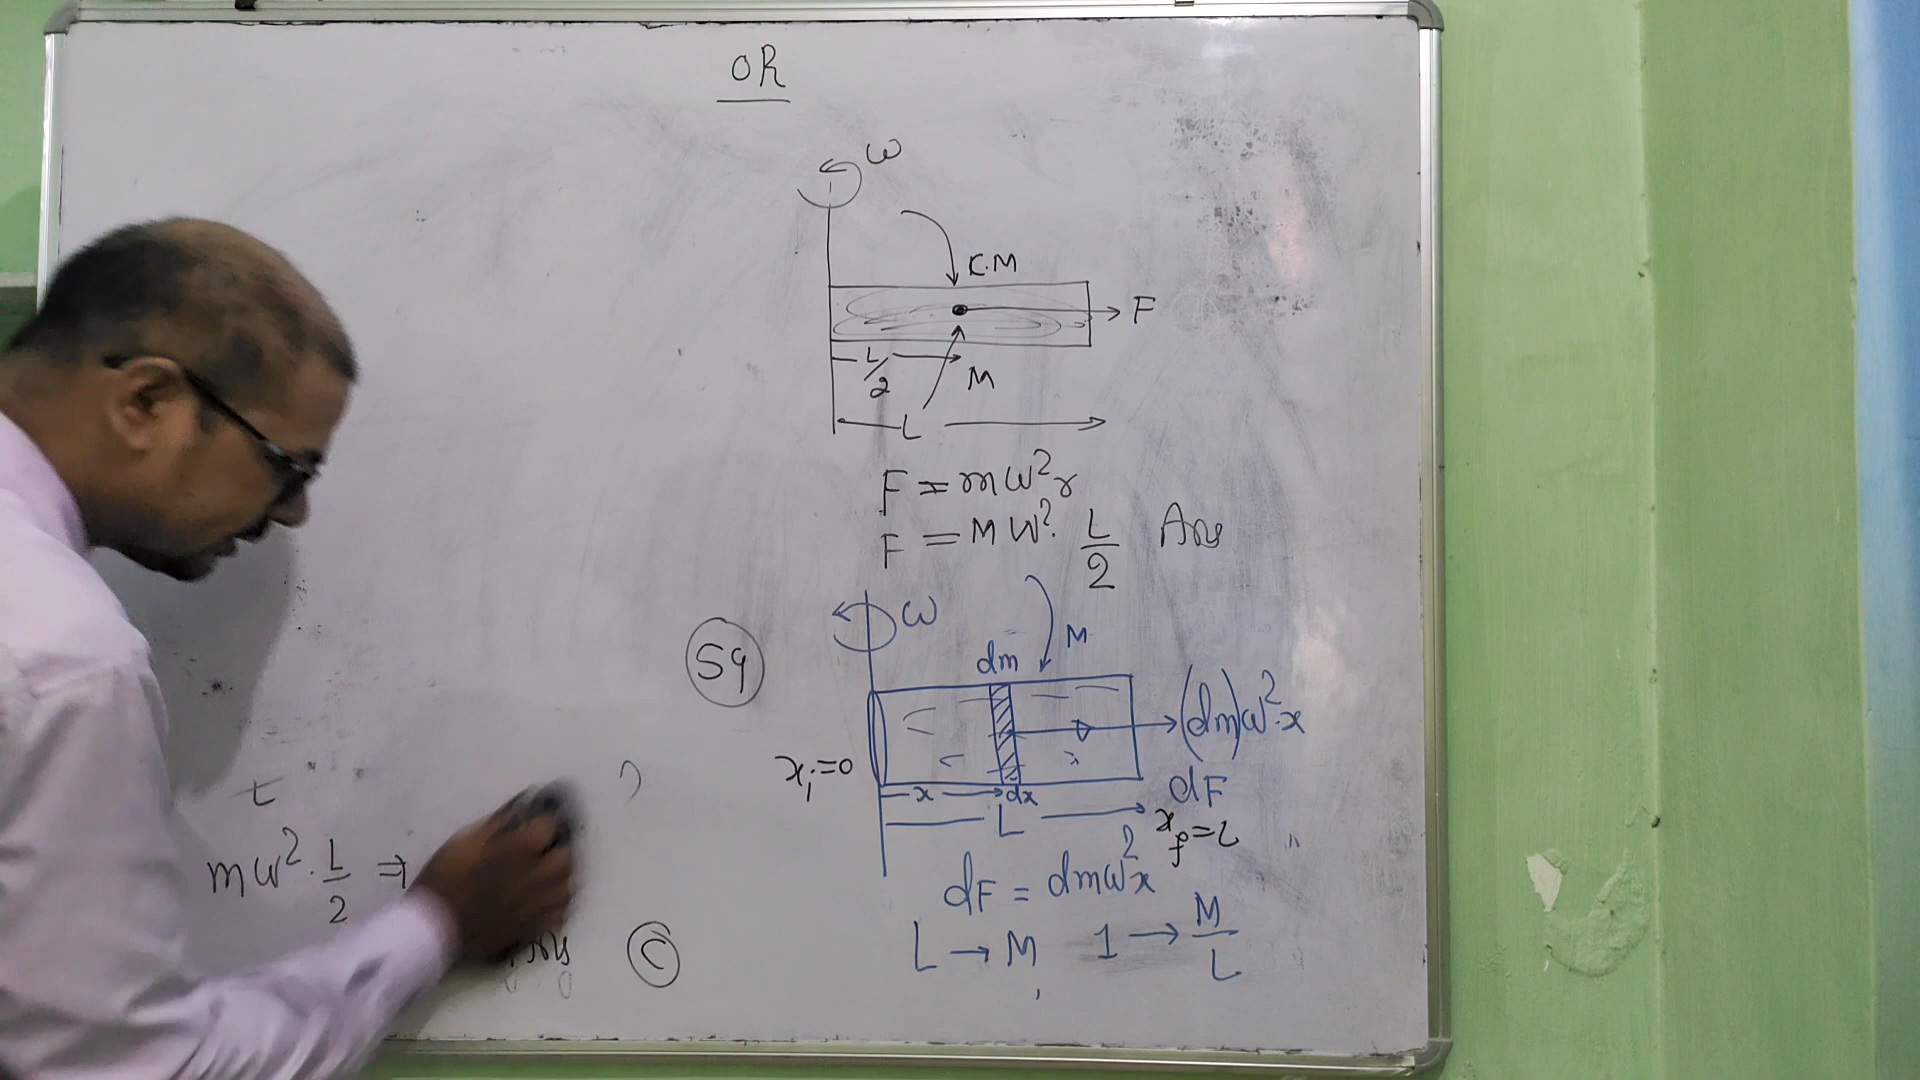 OR
ω
C.M
F
L/2
M
L
F = mω²r
F = Mω². L/2 Ans
59
ω
M
dm
(dm)ω².x
x_i=0
x dx
dF
L
x_f=L
dF = dmω²x
L → M, 1 → M/L
mω².L/2 ⇒
C